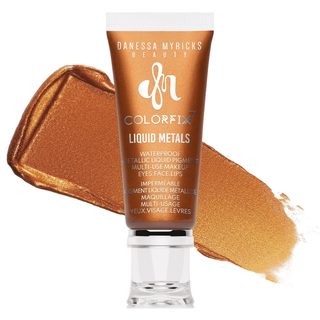 DANESSA MYRICKS
BEAUTY
COLORFIX
LIQUID METALS
WATERPROOF
METALLIC LIQUID PIGMENT
MULTI-USE MAKEUP
EYES FACE LIPS
IMPERMÉABLE
PIGMENT LIQUIDE MÉTALLIQUE
MAQUILLAGE
MULTI-USAGE
YEUX VISAGE LÈVRES